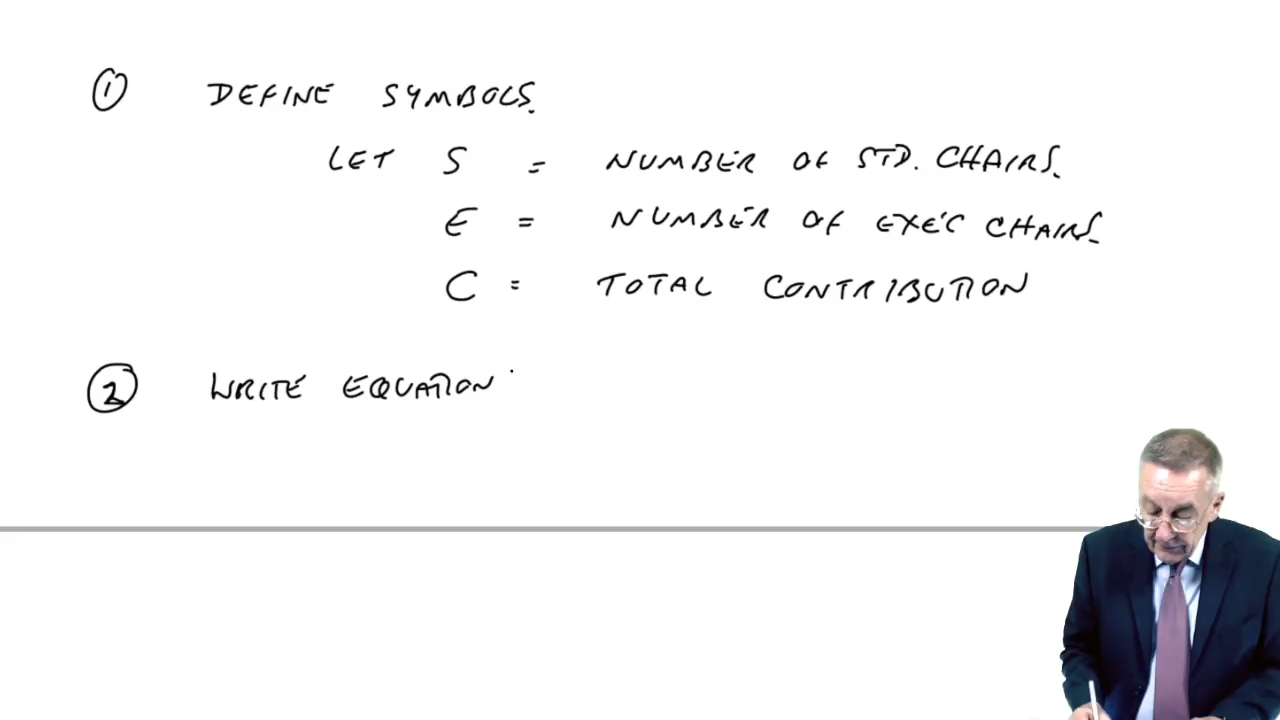 ① DEFINE SYMBOLS.
LET S = NUMBER OF STD. CHAIRS.
E = NUMBER OF EXEC CHAIRS.
C = TOTAL CONTRIBUTION
② WRITE EQUATION